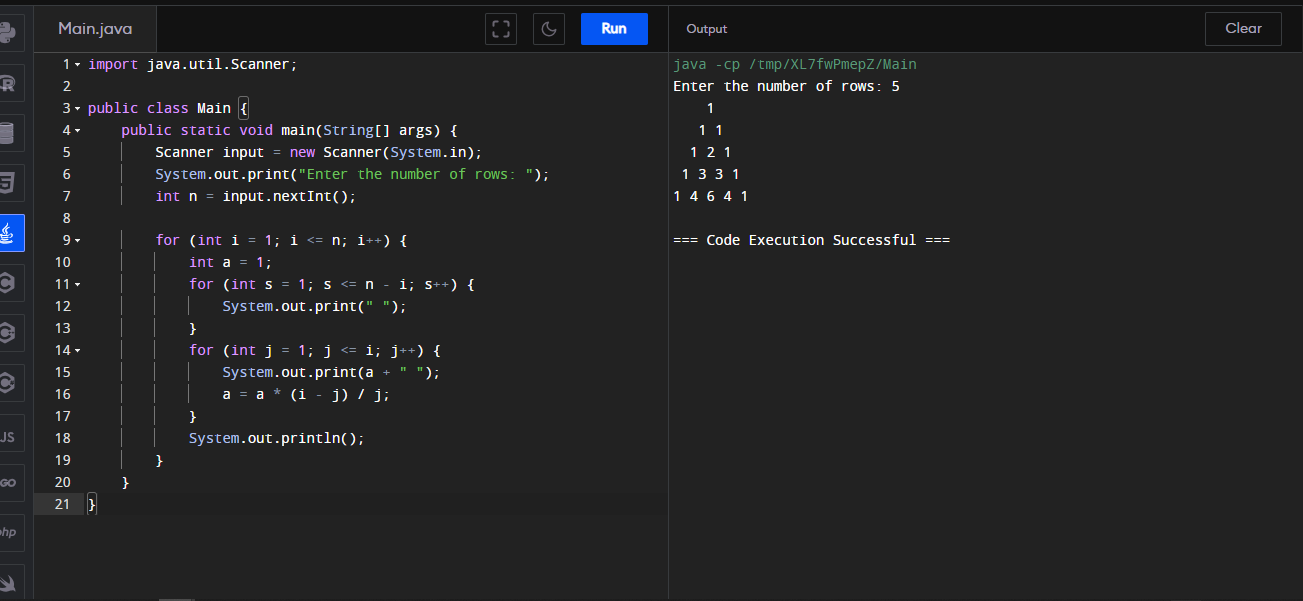 Main.java
Run
Output
Clear
1 import java.util.Scanner;
2
3 public class Main {
4     public static void main(String[] args) {
5         Scanner input = new Scanner(System.in);
6         System.out.print("Enter the number of rows: ");
7         int n = input.nextInt();
8
9         for (int i = 1; i <= n; i++) {
10             int a = 1;
11             for (int s = 1; s <= n - i; s++) {
12                 System.out.print(" ");
13             }
14             for (int j = 1; j <= i; j++) {
15                 System.out.print(a + " ");
16                 a = a * (i - j) / j;
17             }
18             System.out.println();
19         }
20     }
21 }
java -cp /tmp/XL7fwPmepZ/Main
Enter the number of rows: 5
    1
   1 1
  1 2 1
 1 3 3 1
1 4 6 4 1
=== Code Execution Successful ===
R
5
JS
GO
php